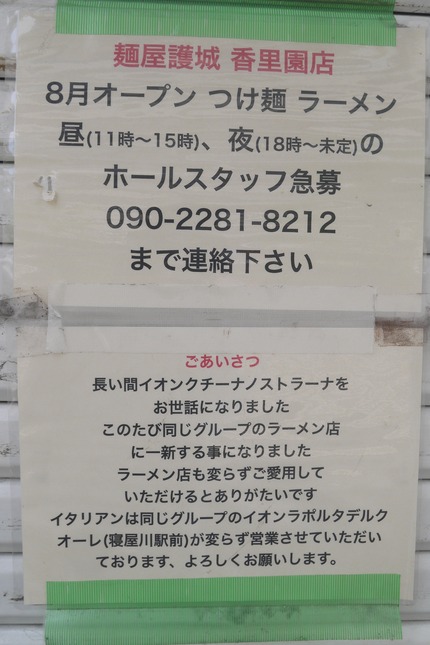 麺屋護城 香里園店
8月オープン つけ麺 ラーメン
昼(11時〜15時)、夜(18時〜未定)の
ホールスタッフ急募
090-2281-8212
まで連絡下さい
ごあいさつ
長い間イオンクチーナノストラーナを
お世話になりました
このたび同じグループのラーメン店
に一新する事になりました
ラーメン店も変らずご愛用して
いただけるとありがたいです
イタリアンは同じグループのイオンラポルタデルク
オーレ(寝屋川駅前)が変らず営業させていただい
ております、よろしくお願いします。